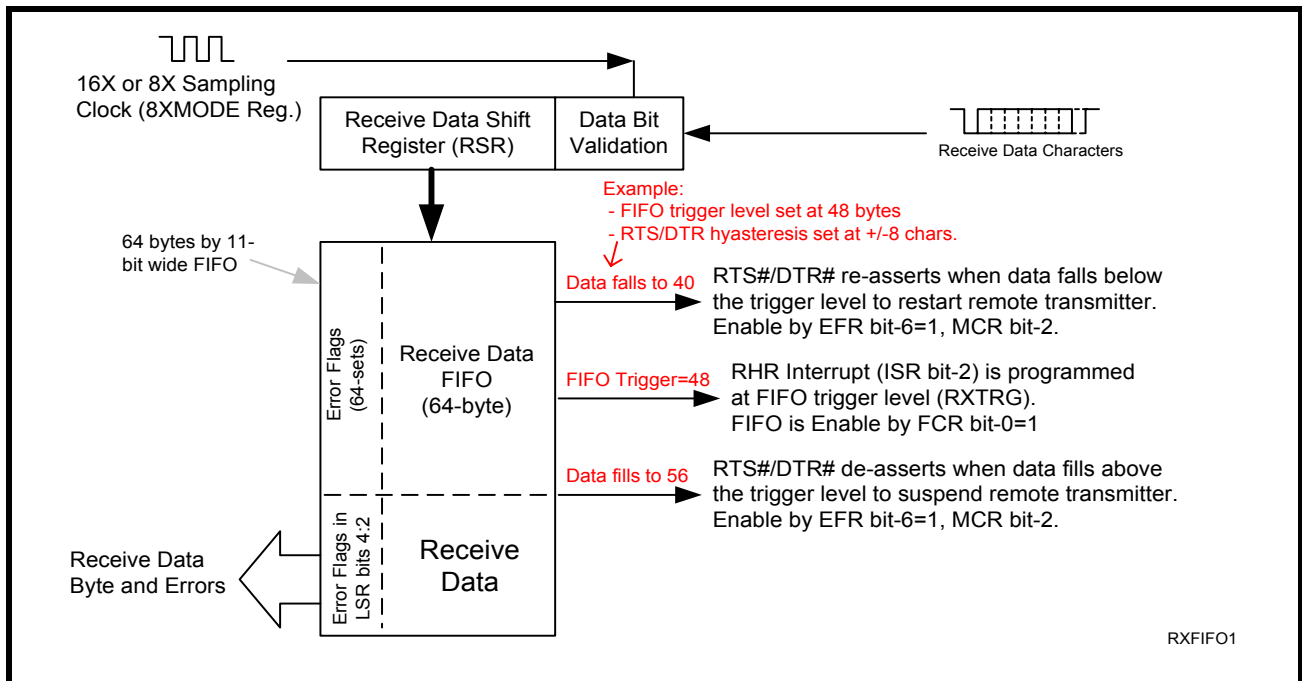 16X or 8X Sampling
Clock (8XMODE Reg.)
Receive Data Shift
Register (RSR)
Data Bit
Validation
Receive Data Characters
Example:
- FIFO trigger level set at 48 bytes
- RTS/DTR hyasteresis set at +/-8 chars.
64 bytes by 11-
bit wide FIFO
Error Flags
(64-sets)
Receive Data
FIFO
(64-byte)
Data falls to 40
RTS#/DTR# re-asserts when data falls below
the trigger level to restart remote transmitter.
Enable by EFR bit-6=1, MCR bit-2.
FIFO Trigger=48
RHR Interrupt (ISR bit-2) is programmed
at FIFO trigger level (RXTRG).
FIFO is Enable by FCR bit-0=1
Data fills to 56
RTS#/DTR# de-asserts when data fills above
the trigger level to suspend remote transmitter.
Enable by EFR bit-6=1, MCR bit-2.
Error Flags in
LSR bits 4:2
Receive
Data
Receive Data
Byte and Errors
RXFIFO1